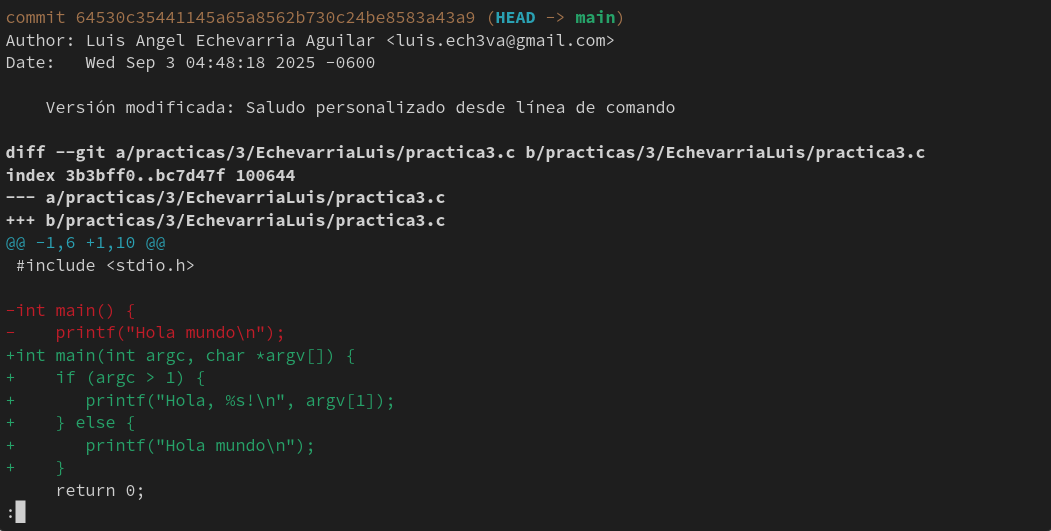 commit 64530c35441145a65a8562b730c24be8583a43a9 (HEAD -> main)
Author: Luis Angel Echevarria Aguilar <luis.ech3va@gmail.com>
Date:   Wed Sep 3 04:48:18 2025 -0600

    Versión modificada: Saludo personalizado desde línea de comando

diff --git a/practicas/3/EchevarriaLuis/practica3.c b/practicas/3/EchevarriaLuis/practica3.c
index 3b3bff0..bc7d47f 100644
--- a/practicas/3/EchevarriaLuis/practica3.c
+++ b/practicas/3/EchevarriaLuis/practica3.c
@@ -1,6 +1,10 @@
 #include <stdio.h>

-int main() {
-    printf("Hola mundo\n");
+int main(int argc, char *argv[]) {
+    if (argc > 1) {
+       printf("Hola, %s!\n", argv[1]);
+    } else {
+       printf("Hola mundo\n");
+    }
     return 0;
: